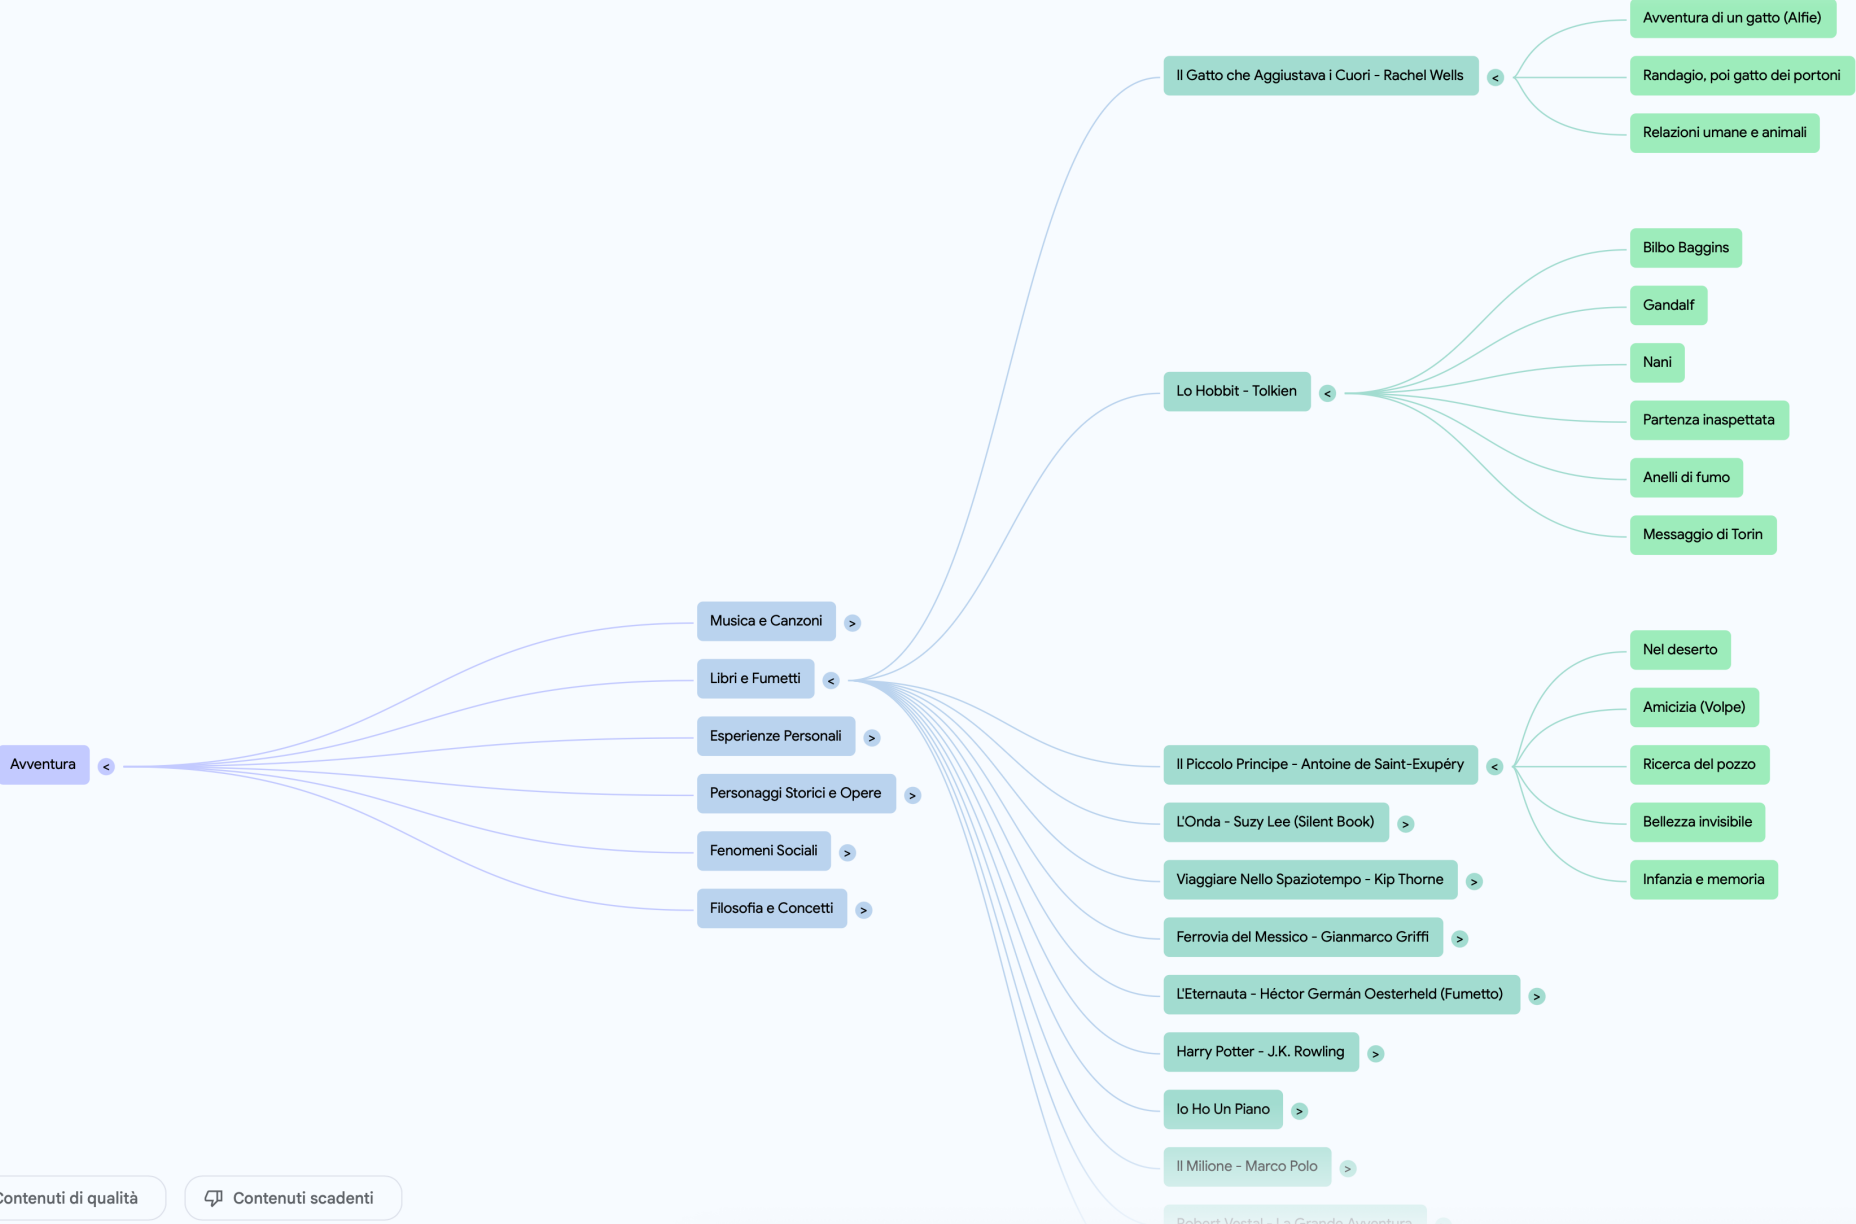 Avventura
<
Musica e Canzoni
>
Libri e Fumetti
<
Esperienze Personali
>
Personaggi Storici e Opere
>
Fenomeni Sociali
>
Filosofia e Concetti
>
Il Gatto che Aggiustava i Cuori - Rachel Wells
<
Avventura di un gatto (Alfie)
Randagio, poi gatto dei portoni
Relazioni umane e animali
Lo Hobbit - Tolkien
<
Bilbo Baggins
Gandalf
Nani
Partenza inaspettata
Anelli di fumo
Messaggio di Torin
Il Piccolo Principe - Antoine de Saint-Exupéry
<
Nel deserto
Amicizia (Volpe)
Ricerca del pozzo
Bellezza invisibile
Infanzia e memoria
L'Onda - Suzy Lee (Silent Book)
>
Viaggiare Nello Spaziotempo - Kip Thorne
>
Ferrovia del Messico - Gianmarco Griffi
>
L'Eternauta - Héctor Germán Oesterheld (Fumetto)
>
Harry Potter - J.K. Rowling
>
Io Ho Un Piano
>
Il Milione - Marco Polo
>
La Grande Avventura
Contenuti di qualità
Contenuti scadenti